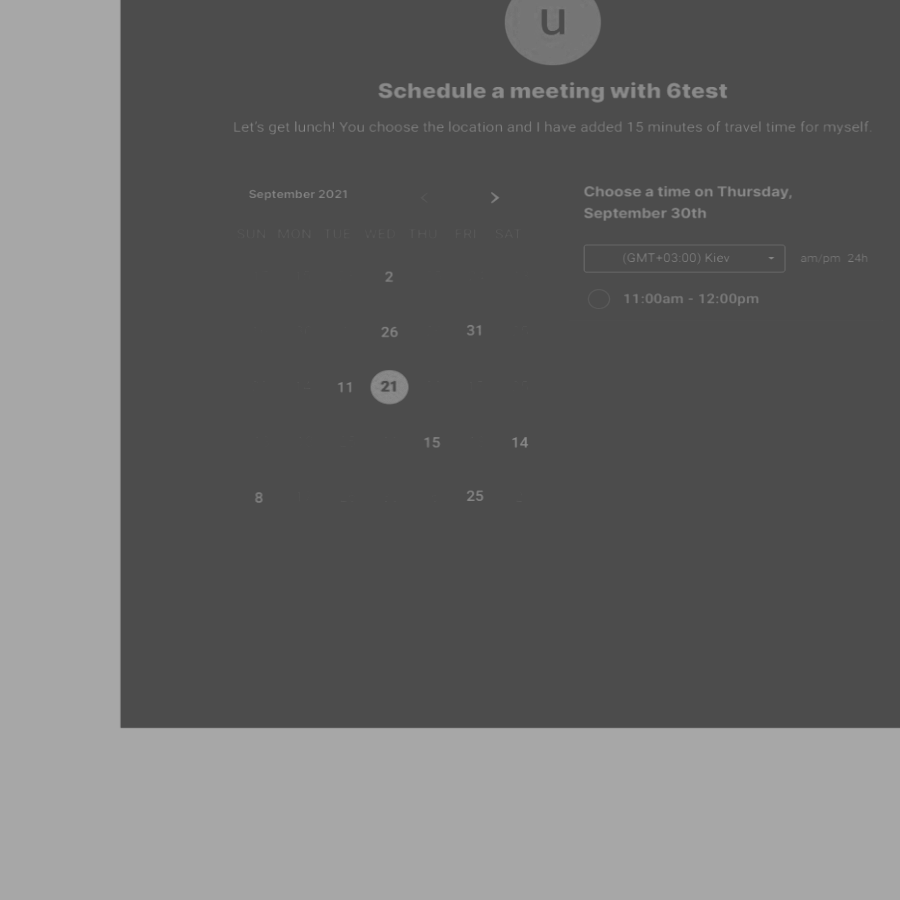 u
Schedule a meeting with 6test
Let's get lunch! You choose the location and I have added 15 minutes of travel time for myself.
September 2021
SUN MON TUE WED THU FRI SAT
2
26 31
11 21
15 14
8 25
Choose a time on Thursday,
September 30th
(GMT+03:00) Kiev am/pm 24h
11:00am - 12:00pm